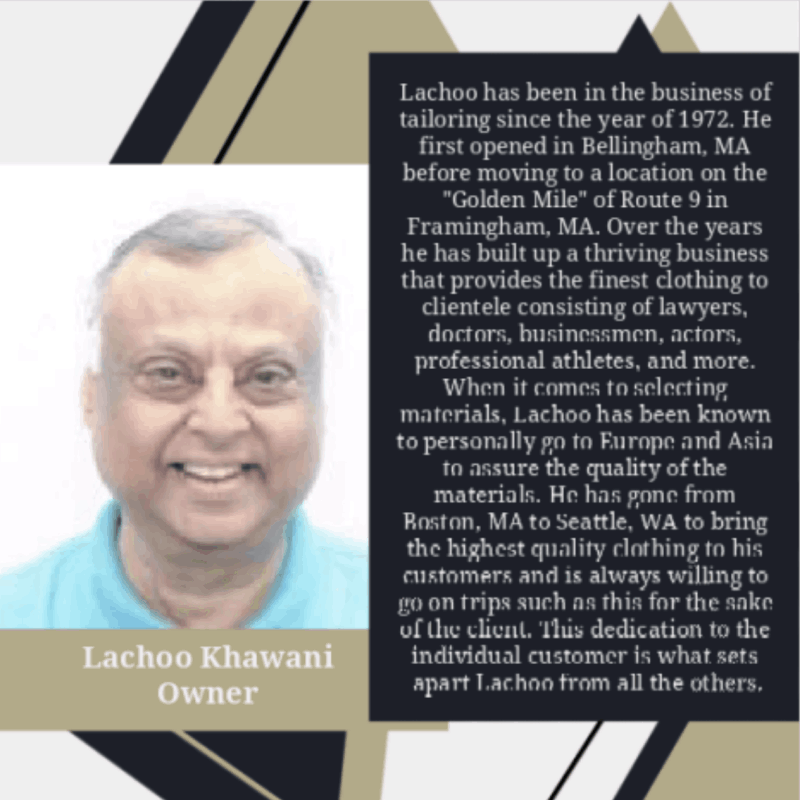 Lachoo has been in the business of
tailoring since the year of 1972. He
first opened in Bellingham, MA
before moving to a location on the
"Golden Mile" of Route 9 in
Framingham, MA. Over the years
he has built up a thriving business
that provides the finest clothing to
clientele consisting of lawyers,
doctors, businessmen, actors,
professional athletes, and more.
When it comes to selecting
materials, Lachoo has been known
to personally go to Europe and Asia
to assure the quality of the
materials. He has gone from
Boston, MA to Seattle, WA to bring
the highest quality clothing to his
customers and is always willing to
go on trips such as this for the sake
of the client. This dedication to the
individual customer is what sets
apart Lachoo from all the others.
Lachoo Khawani
Owner